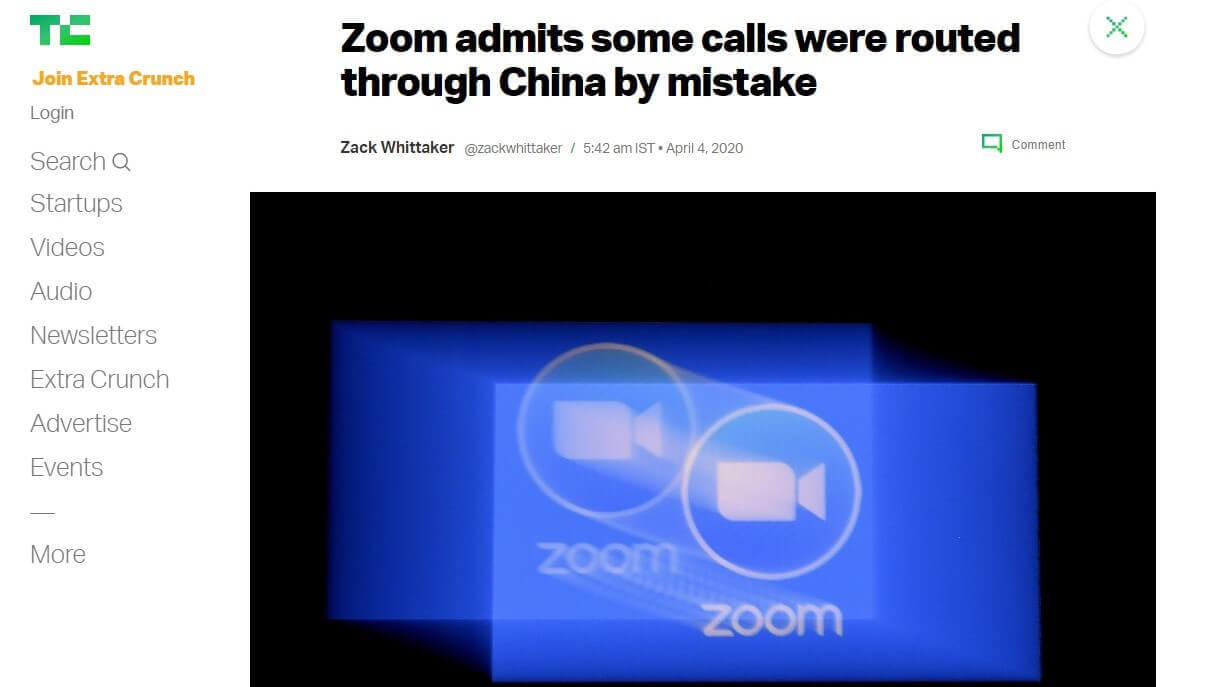 TC
Join Extra Crunch
Login
Search
Startups
Videos
Audio
Newsletters
Extra Crunch
Advertise
Events
—
More
Zoom admits some calls were routed
through China by mistake
Zack Whittaker @zackwhittaker / 5:42 am IST • April 4, 2020
Comment
zoom
zoom